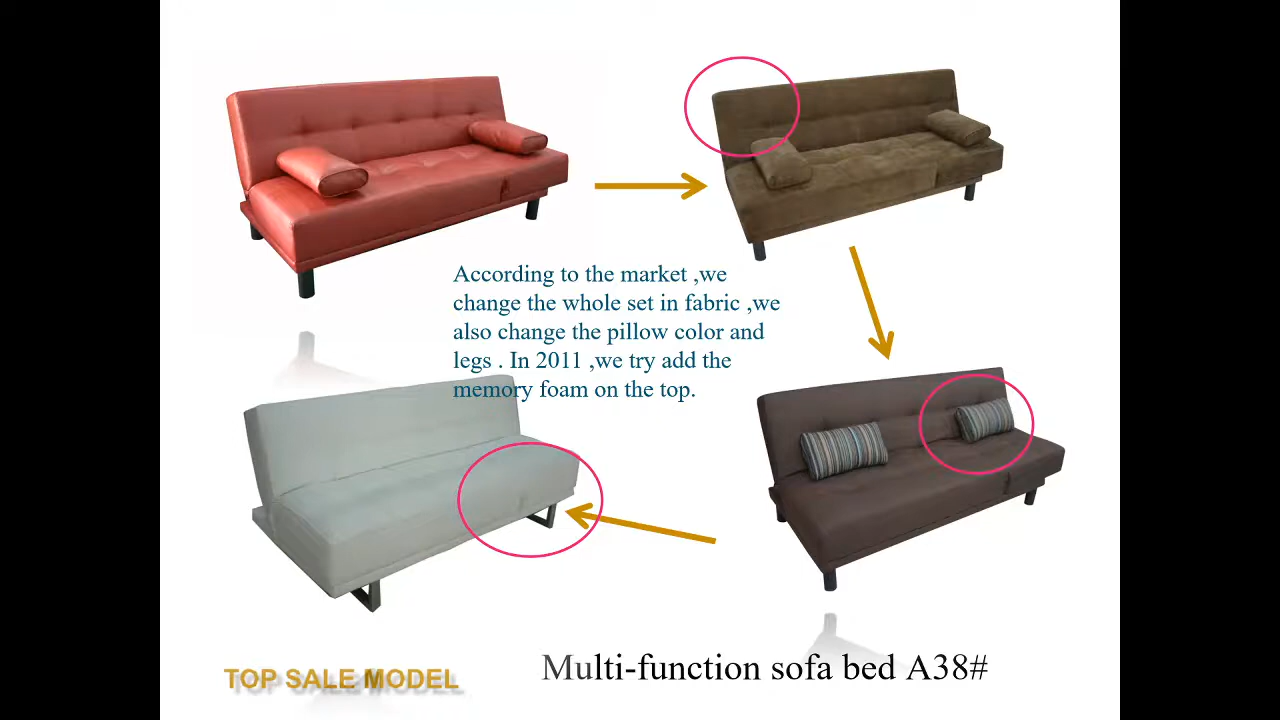 According to the market ,we
change the whole set in fabric ,we
also change the pillow color and
legs . In 2011 ,we try add the
memory foam on the top.
TOP SALE MODEL
Multi-function sofa bed A38#